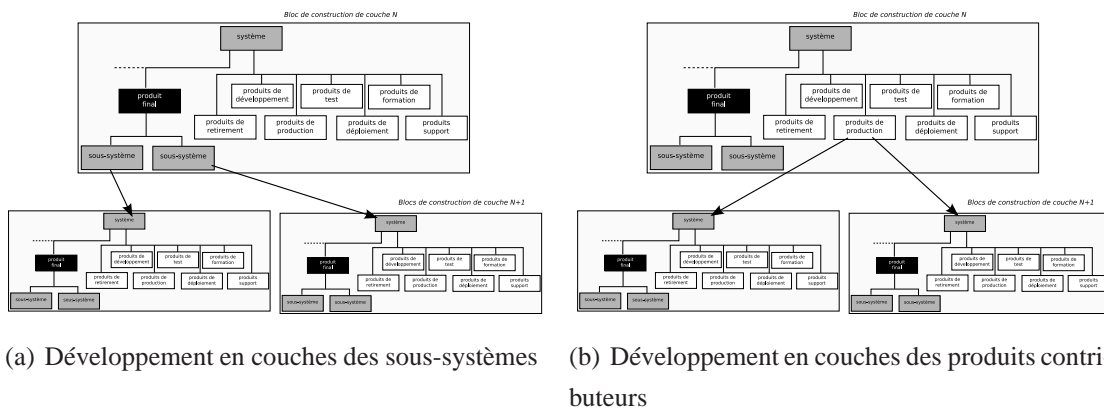 Bloc de construction de couche N
système
produit
final
produits de
développement
produits de
test
produits de
formation
produits de
retirement
produits de
production
produits de
déploiement
produits
support
sous-système
sous-système
Blocs de construction de couche N+1
système
produit
final
produits de
développement
produits de
test
produits de
formation
produits de
retirement
produits de
production
produits de
déploiement
produits
support
sous-système
sous-système
système
produit
final
produits de
développement
produits de
test
produits de
formation
produits de
retirement
produits de
production
produits de
déploiement
produits
support
sous-système
sous-système
(a) Développement en couches des sous-systèmes
Bloc de construction de couche N
système
produit
final
produits de
développement
produits de
test
produits de
formation
produits de
retirement
produits de
production
produits de
déploiement
produits
support
sous-système
sous-système
Blocs de construction de couche N+1
système
produit
final
produits de
développement
produits de
test
produits de
formation
produits de
retirement
produits de
production
produits de
déploiement
produits
support
sous-système
sous-système
système
produit
final
produits de
développement
produits de
test
produits de
formation
produits de
retirement
produits de
production
produits de
déploiement
produits
support
sous-système
sous-système
(b) Développement en couches des produits contri
buteurs